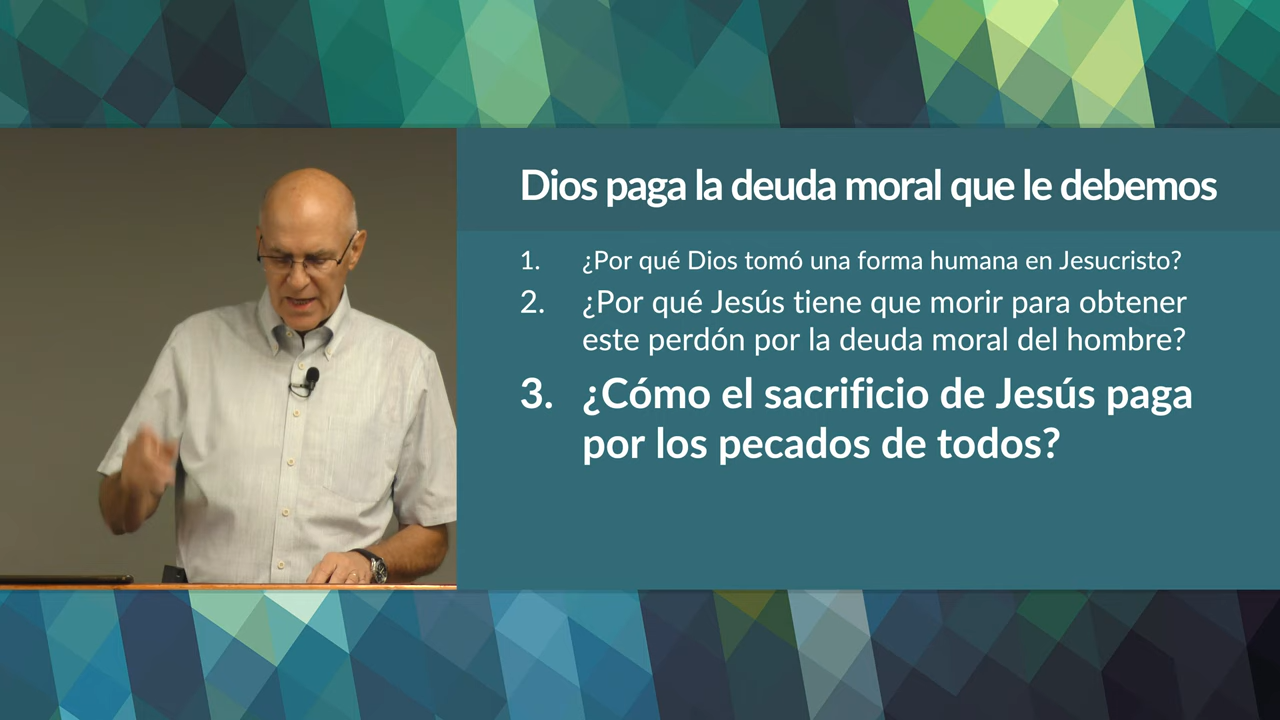 Dios paga la deuda moral que le debemos
1. ¿Por qué Dios tomó una forma humana en Jesucristo?
2. ¿Por qué Jesús tiene que morir para obtener
este perdón por la deuda moral del hombre?
3. ¿Cómo el sacrificio de Jesús paga
por los pecados de todos?